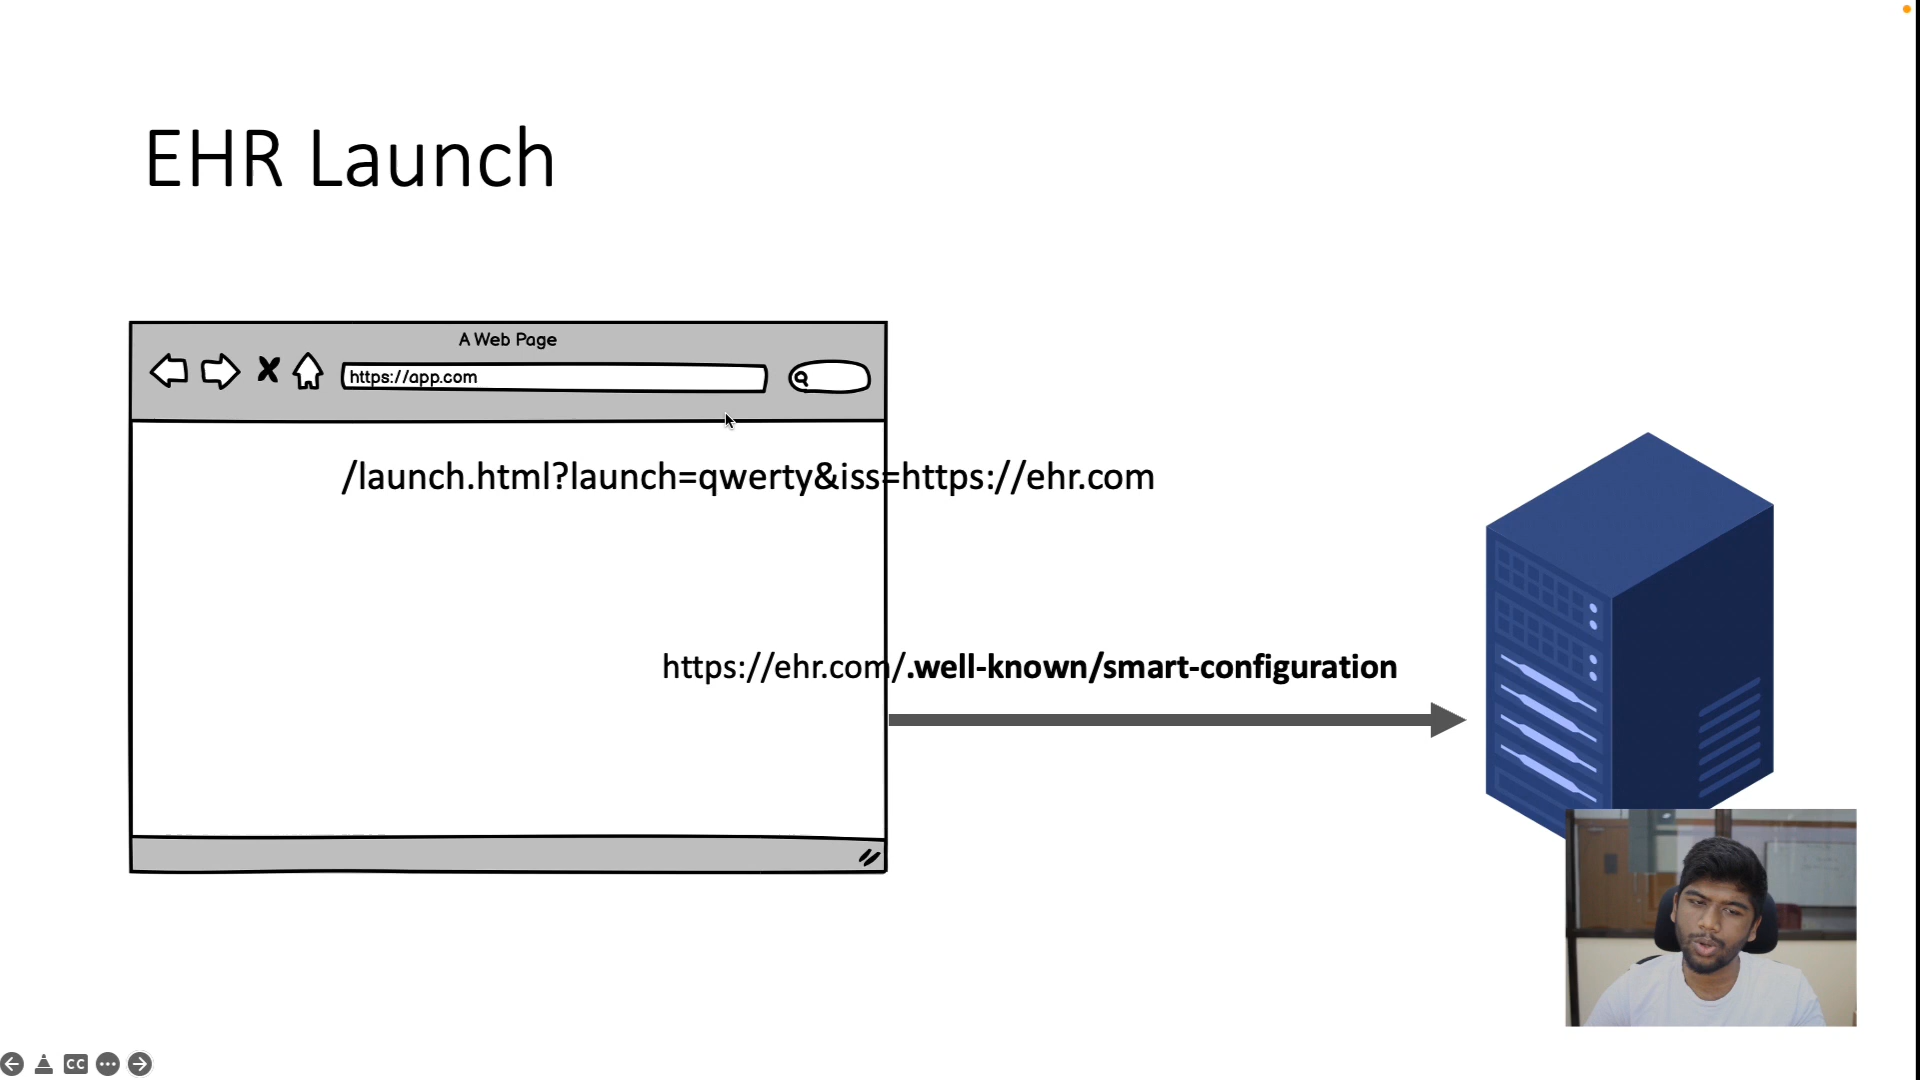 EHR Launch
A Web Page
https://app.com
/launch.html?launch=qwerty&iss=https://ehr.com
https://ehr.com/.well-known/smart-configuration
CC